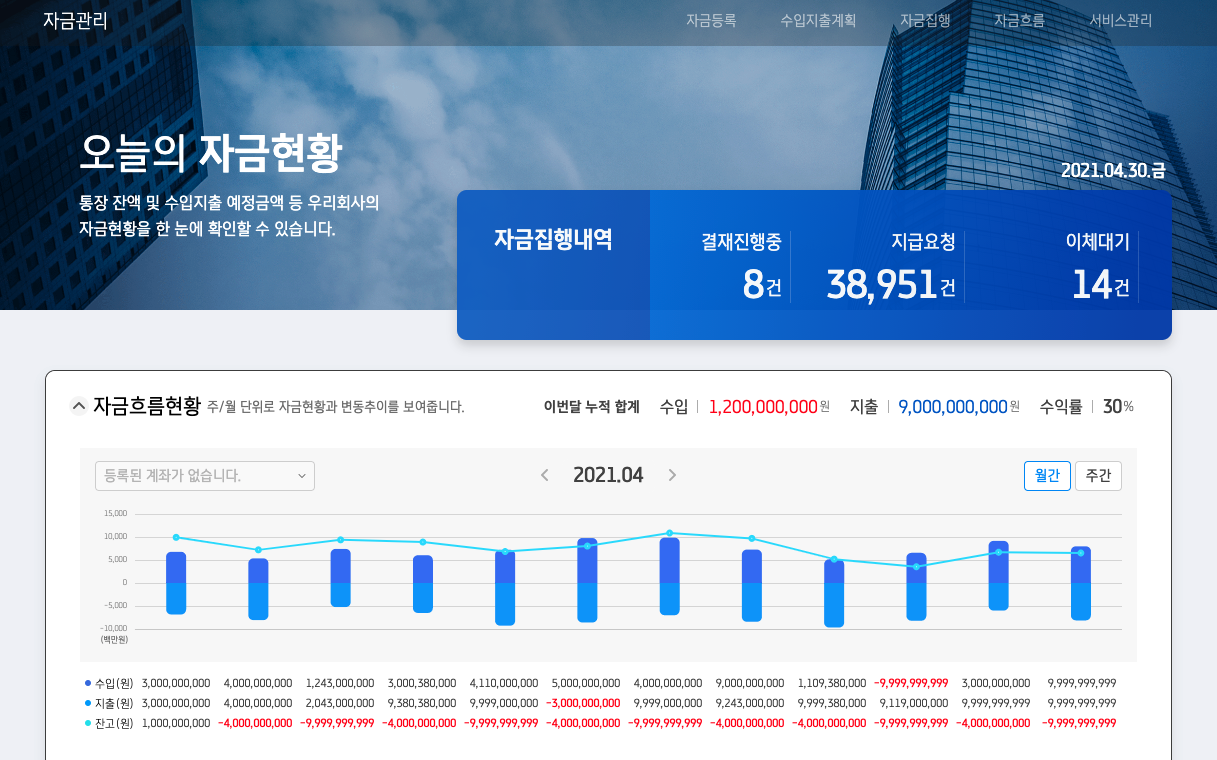 자금관리 자금등록 수입지출계획 자금집행 자금흐름 서비스관리
오늘의 자금현황
통장 잔액 및 수입지출 예정금액 등 우리회사의
자금현황을 한 눈에 확인할 수 있습니다.
2021.04.30.금
자금집행내역 결재진행중 지급요청 이체대기
8건 38,951건 14건
자금흐름현황 주/월 단위로 자금현황과 변동추이를 보여줍니다. 이번달 누적 합계 수입 1,200,000,000원 지출 9,000,000,000원 수익률 30%
등록된 계좌가 없습니다. 2021.04 월간 주간
15,000
10,000
5,000
0
-5,000
-10,000
(백만원)
수입(원) 3,000,000,000 4,000,000,000 1,243,000,000 3,000,380,000 4,110,000,000 5,000,000,000 4,000,000,000 9,000,000,000 1,109,380,000 -9,999,999,999 3,000,000,000 9,999,999,999
지출(원) 3,000,000,000 4,000,000,000 2,043,000,000 9,380,380,000 9,999,000,000 -3,000,000,000 9,999,000,000 9,243,000,000 9,999,380,000 9,119,000,000 9,999,999,999 9,999,999,999
잔고(원) 1,000,000,000 -4,000,000,000 -9,999,999,999 -4,000,000,000 -9,999,999,999 -4,000,000,000 -9,999,999,999 -4,000,000,000 -4,000,000,000 -9,999,999,999 -4,000,000,000 -9,999,999,999